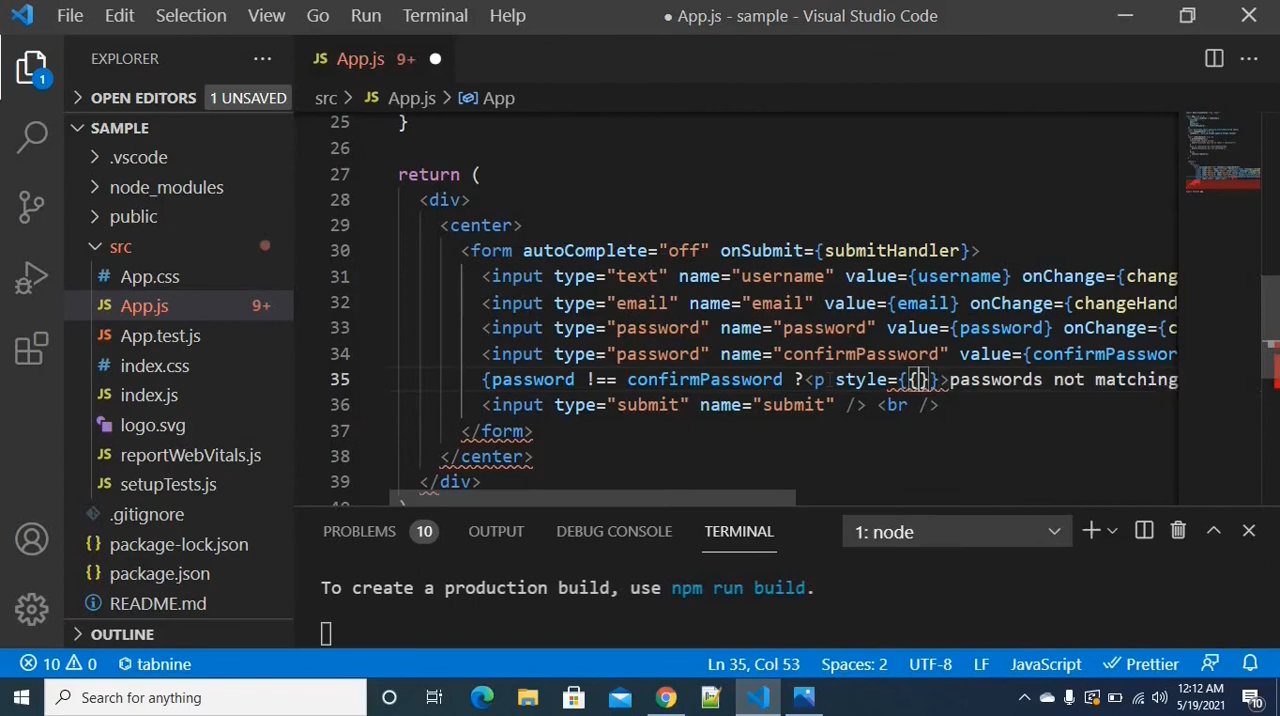 File Edit Selection View Go Run Terminal Help
● App.js - sample - Visual Studio Code
EXPLORER
JS App.js 9+
1
OPEN EDITORS 1 UNSAVED
src > JS App.js > App
SAMPLE
.vscode
node_modules
public
src
# App.css
JS App.js 9+
JS App.test.js
# index.css
JS index.js
logo.svg
JS reportWebVitals.js
JS setupTests.js
.gitignore
{} package-lock.json
{} package.json
README.md
OUTLINE
25 }
26
27 return (
28 <div>
29 <center>
30 <form autoComplete="off" onSubmit={submitHandler}>
31 <input type="text" name="username" value={username} onChange={chang
32 <input type="email" name="email" value={email} onChange={changeHand
33 <input type="password" name="password" value={password} onChange={c
34 <input type="password" name="confirmPassword" value={confirmPasswor
35 {password !== confirmPassword ?<p style={{}}>passwords not matching
36 <input type="submit" name="submit" /> <br />
37 </form>
38 </center>
39 </div>
PROBLEMS 10 OUTPUT DEBUG CONSOLE TERMINAL 1: node
To create a production build, use npm run build.
10 0 tabnine
Ln 35, Col 53 Spaces: 2 UTF-8 LF JavaScript Prettier
Search for anything
12:12 AM
5/19/2021
10